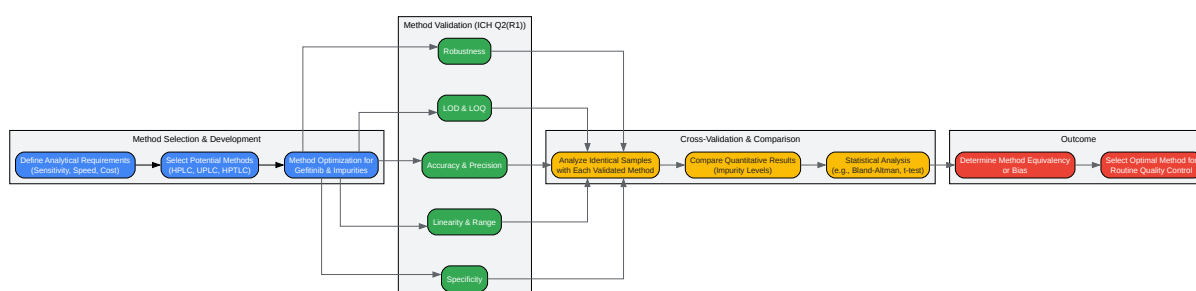 Method Selection & Development
Define Analytical Requirements
(Sensitivity, Speed, Cost)
Select Potential Methods
(HPLC, UPLC, HPTLC)
Method Optimization for
Gefitinib & Impurities
Method Validation (ICH Q2(R1))
Robustness
LOD & LOQ
Accuracy & Precision
Linearity & Range
Specificity
Cross-Validation & Comparison
Analyze Identical Samples
with Each Validated Method
Compare Quantitative Results
(Impurity Levels)
Statistical Analysis
(e.g., Bland-Altman, t-test)
Outcome
Determine Method Equivalency
or Bias
Select Optimal Method for
Routine Quality Control